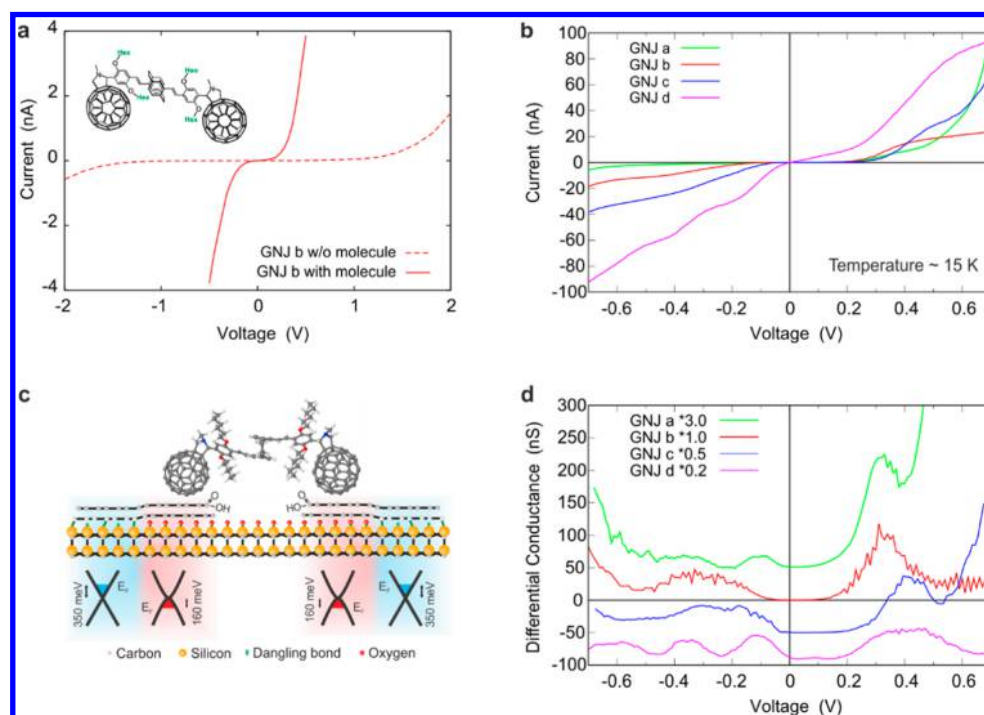 a
4
2
0
-2
-4
Current (nA)
Hex
Hex
Hex
Hex
N
O
O
O
O
N
GNJ b w/o molecule
GNJ b with molecule
-2
-1
0
1
2
Voltage (V)
b
100
80
60
40
20
0
-20
-40
-60
-80
-100
Current (nA)
GNJ a
GNJ b
GNJ c
GNJ d
Temperature ~ 15 K
-0.6
-0.4
-0.2
0
0.2
0.4
0.6
Voltage (V)
c
O
OH
O
HO
350 meV
EF
EF
160 meV
160 meV
EF
EF
350 meV
Carbon
Silicon
Dangling bond
Oxygen
d
300
250
200
150
100
50
0
-50
-100
Differential Conductance (nS)
GNJ a *3.0
GNJ b *1.0
GNJ c *0.5
GNJ d *0.2
-0.6
-0.4
-0.2
0
0.2
0.4
0.6
Voltage (V)